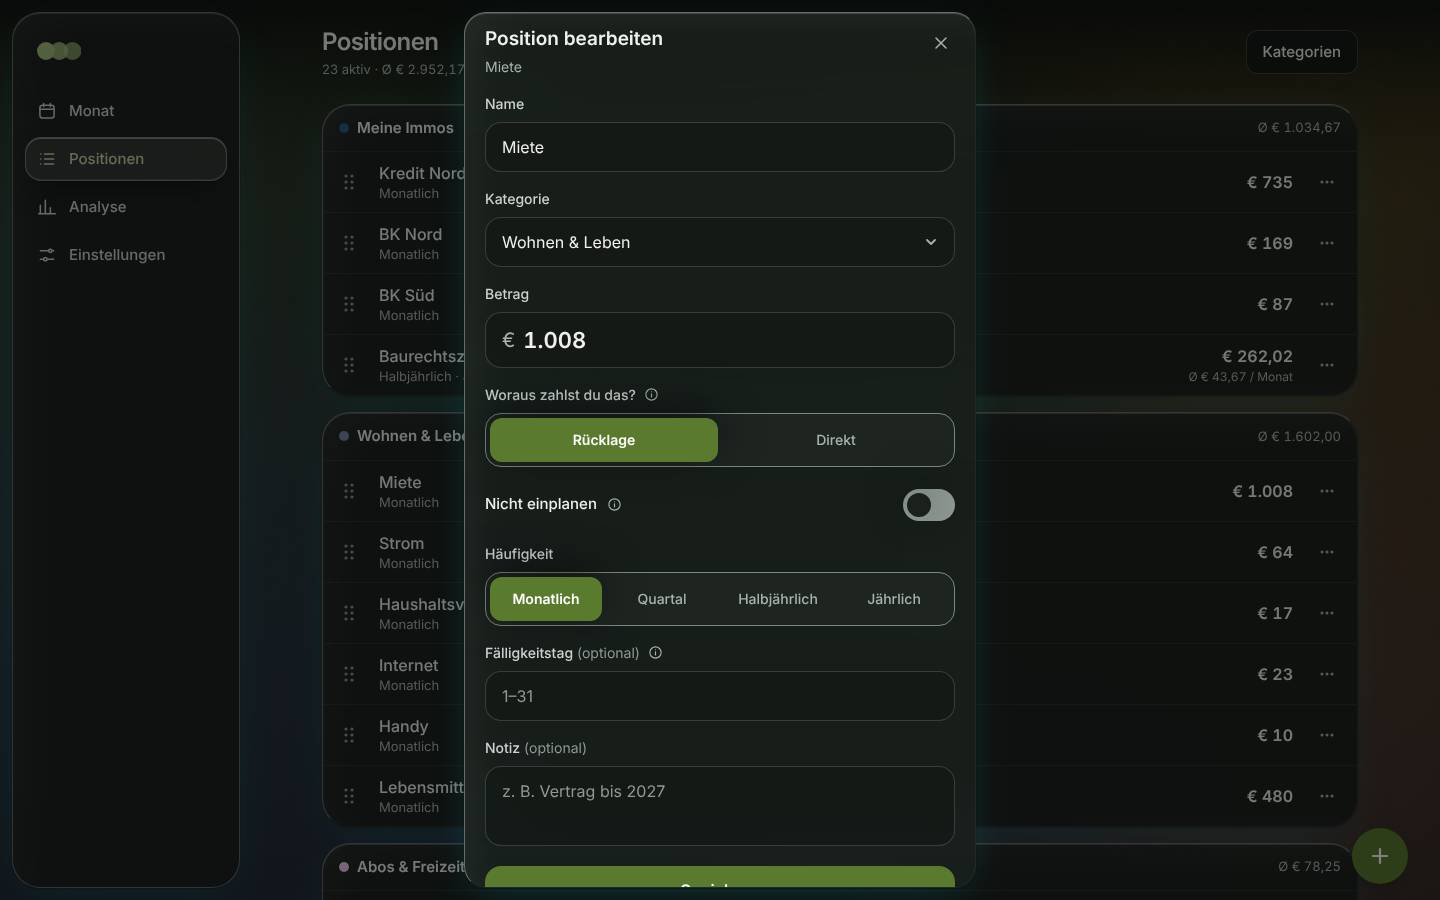 Monat
Positionen
Analyse
Einstellungen
Positionen
23 aktiv · Ø € 2.952,17
Kategorien
Meine Immos
Ø € 1.034,67
Kredit Nord
Monatlich
€ 735
BK Nord
Monatlich
€ 169
BK Süd
Monatlich
€ 87
Halbjährlich ·
€ 262,02
Ø € 43,67 / Monat
Wohnen &
Ø € 1.602,00
Miete
Monatlich
€ 1.008
Strom
Monatlich
€ 64
Monatlich
€ 17
Internet
Monatlich
€ 23
Handy
Monatlich
€ 10
Monatlich
€ 480
Abos & Freizeit
Ø € 78,25
Position bearbeiten
Miete
Name
Miete
Kategorie
Wohnen & Leben
Betrag
€ 1.008
Woraus zahlst du das?
Rücklage
Direkt
Nicht einplanen
Häufigkeit
Monatlich
Quartal
Halbjährlich
Jährlich
Fälligkeitstag (optional)
1–31
Notiz (optional)
z. B. Vertrag bis 2027